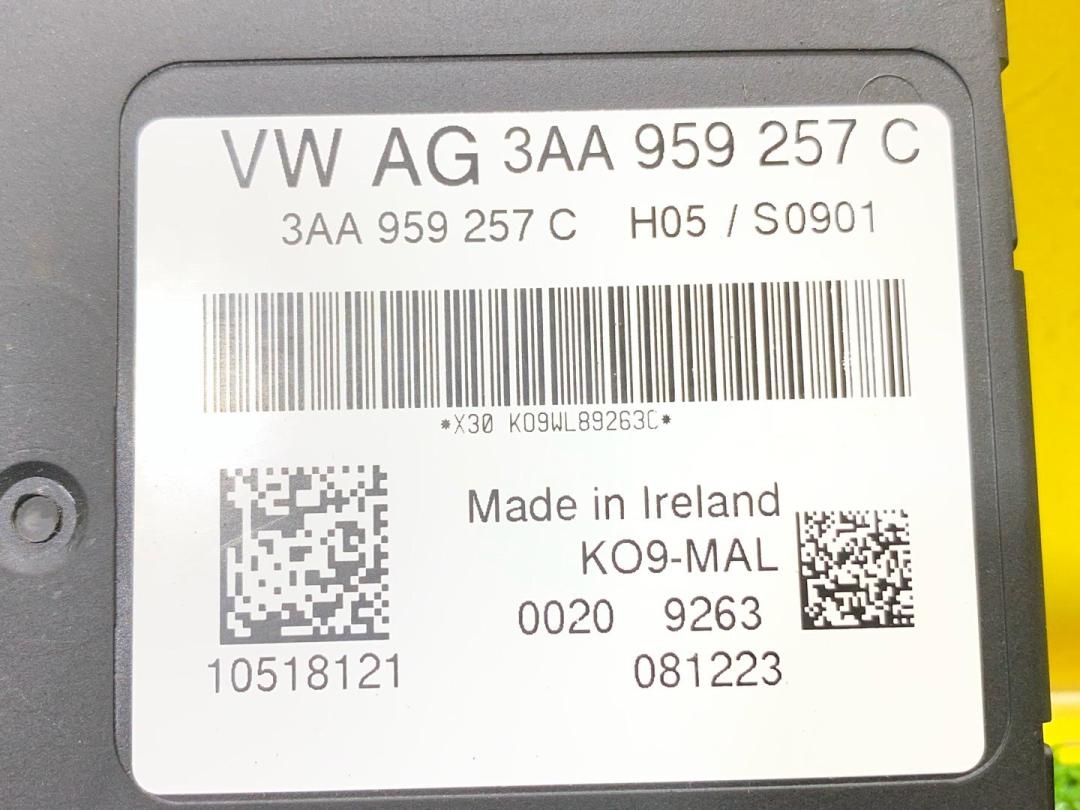 VW AG 3AA 959 257 C
3AA 959 257 C H05 / S0901
*X30 KO9WL89263C*
Made in Ireland
KO9-MAL
0020 9263
10518121
081223